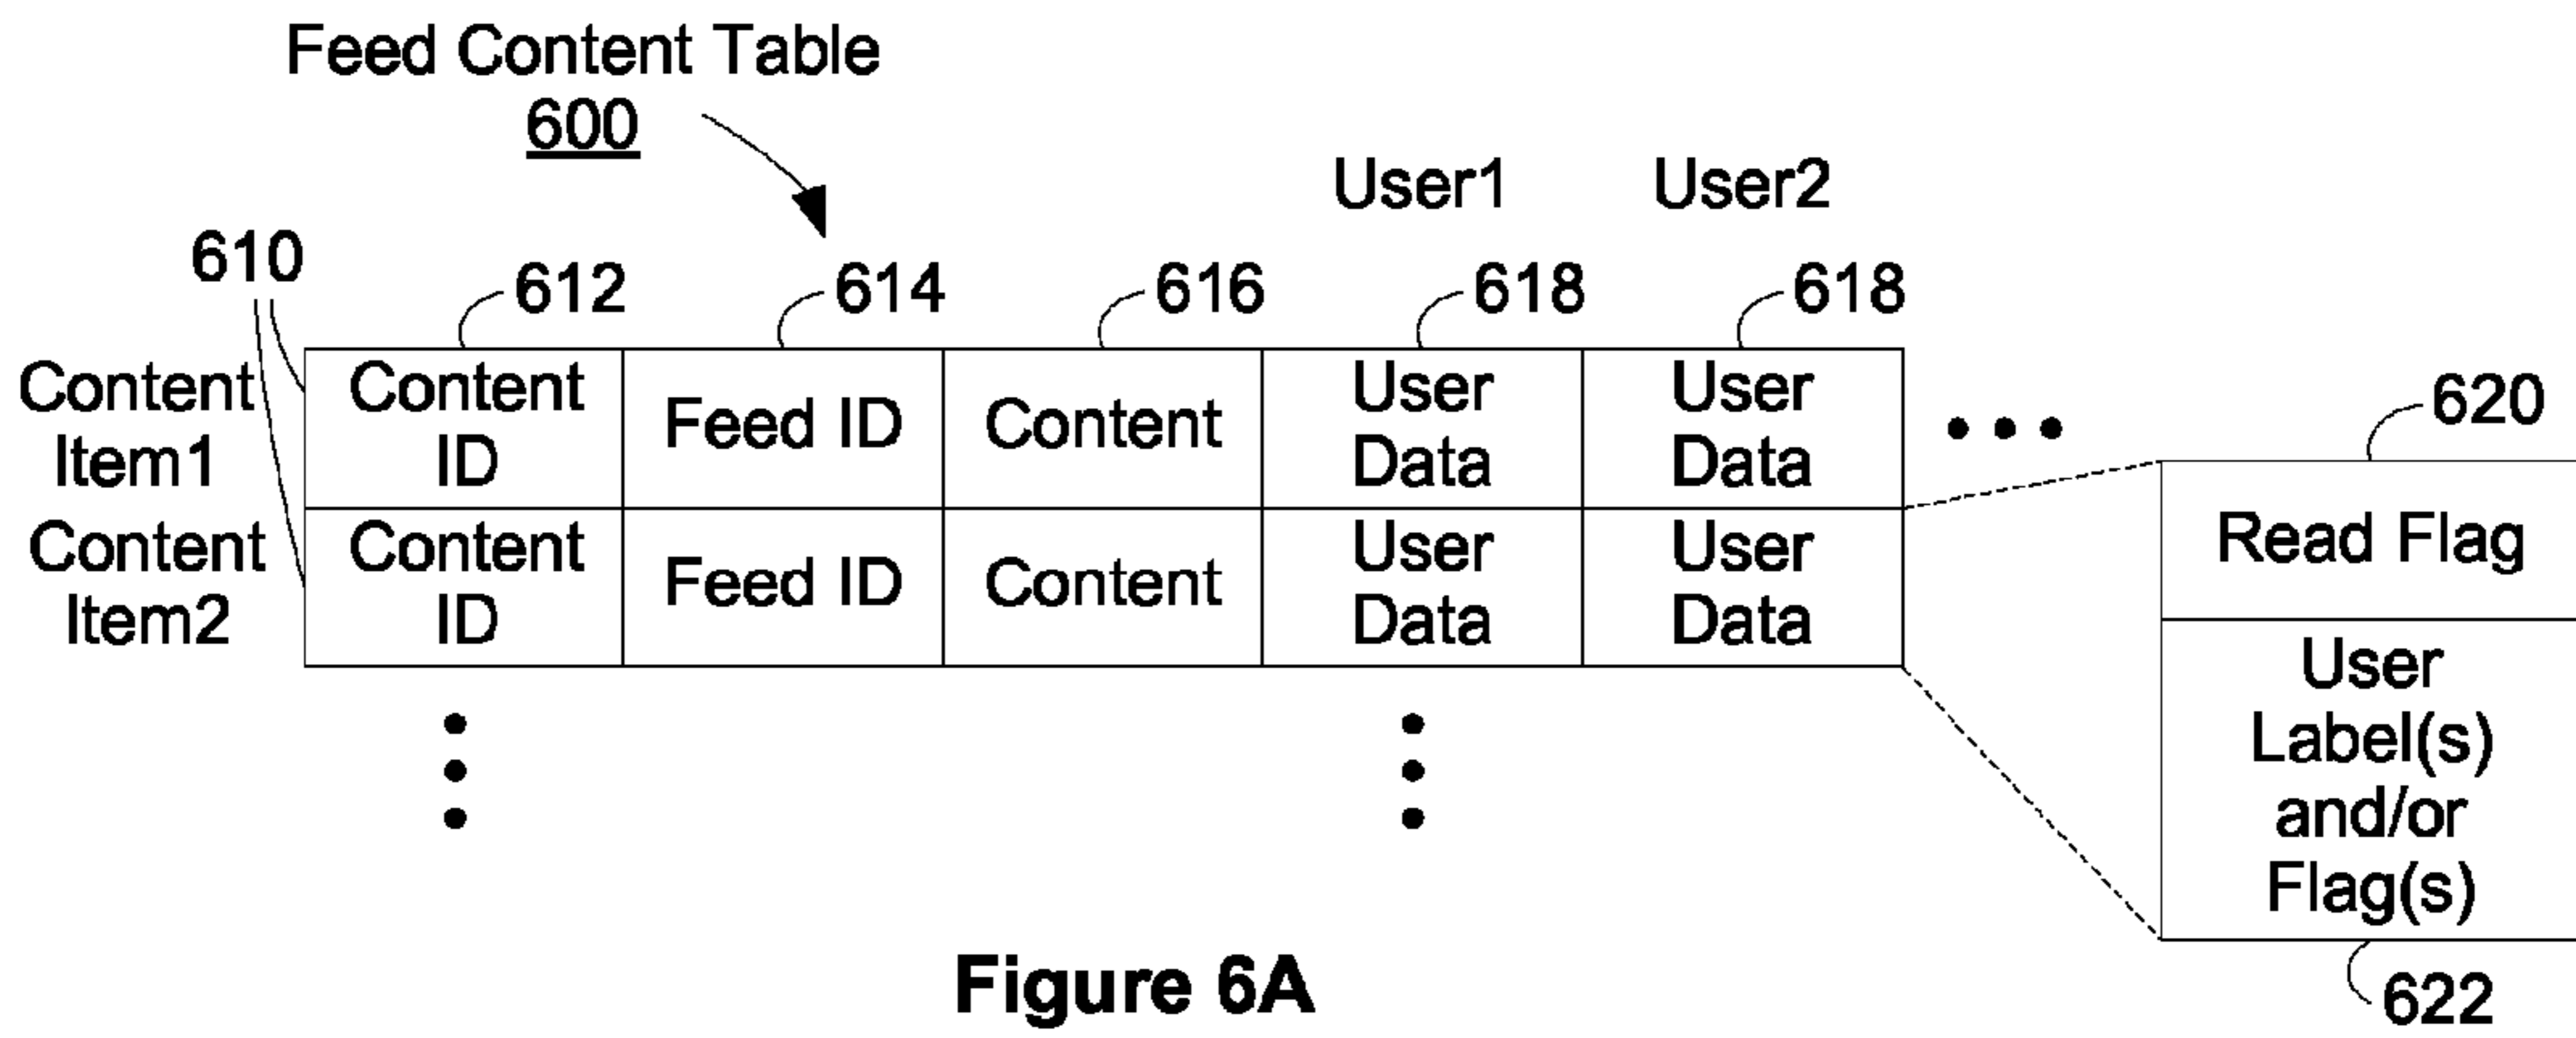 Feed Content Table
600
User1 User2
610 612 614 616 618 618
Content Item1 Content ID Feed ID Content User Data User Data
620
Content Item2 Content ID Feed ID Content User Data User Data
Read Flag
User
Label(s)
and/or
Flag(s)
622
Figure 6A